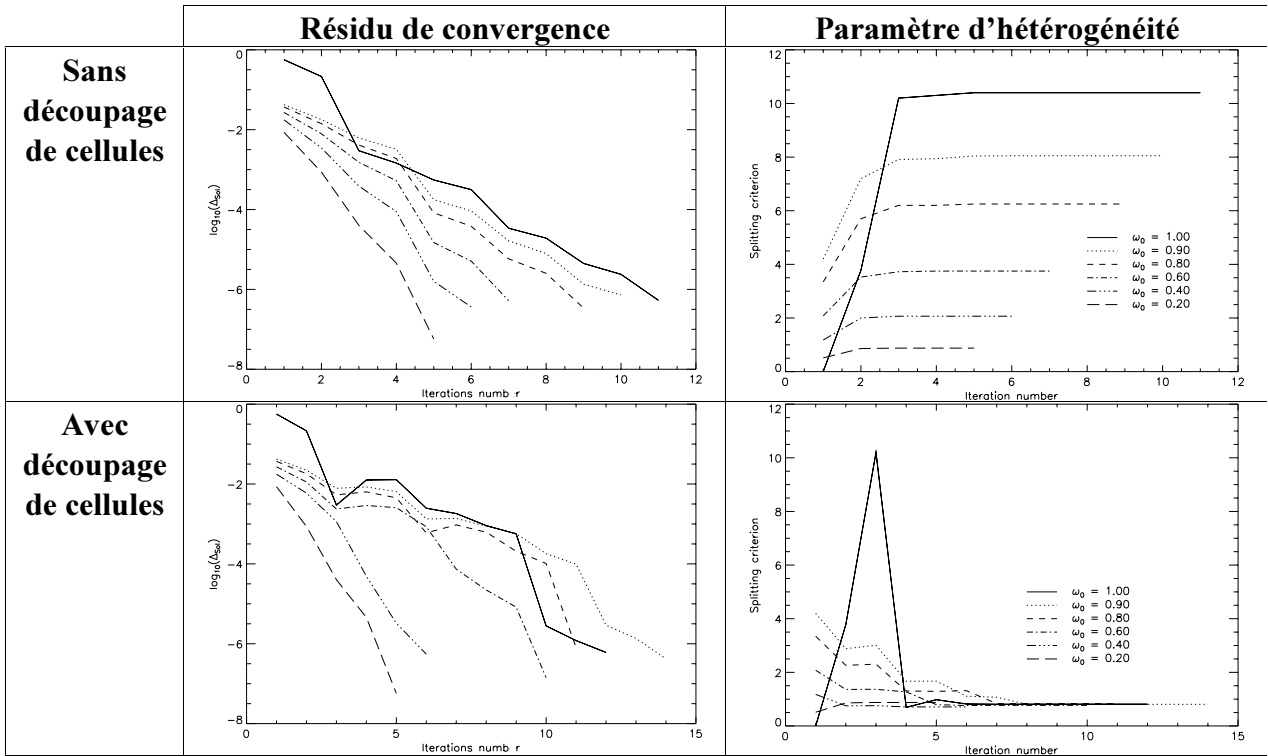 Résidu de convergence
Paramètre d'hétérogénéité
Sans
découpage
de cellules
0
-2
-4
-6
-8
log10(ΔSol)
0 2 4 6 8 10 12
Iterations numb r
12
10
8
6
4
2
0
Splitting criterion
ω0 = 1.00
ω0 = 0.90
ω0 = 0.80
ω0 = 0.60
ω0 = 0.40
ω0 = 0.20
0 2 4 6 8 10 12
Iteration number
Avec
découpage
de cellules
0
-2
-4
-6
-8
log10(ΔSol)
0 5 10 15
Iterations numb r
12
10
8
6
4
2
0
Splitting criterion
ω0 = 1.00
ω0 = 0.90
ω0 = 0.80
ω0 = 0.60
ω0 = 0.40
ω0 = 0.20
0 5 10 15
Iteration number